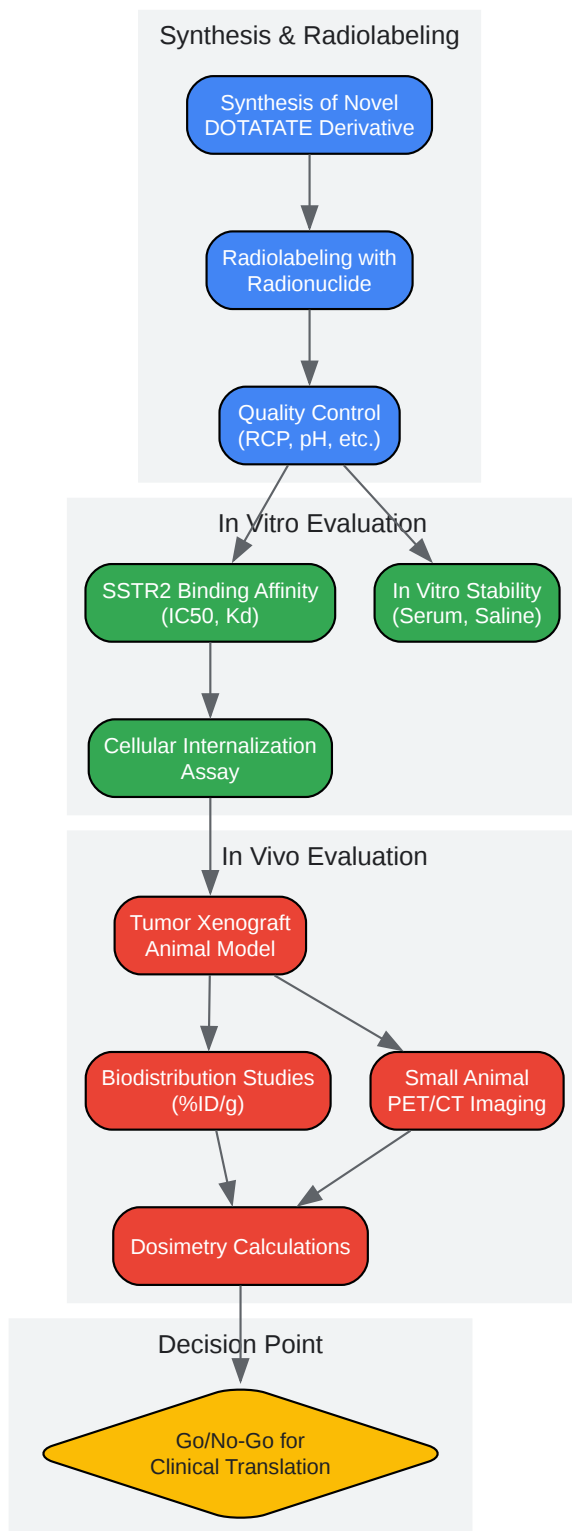 Synthesis & Radiolabeling
Synthesis of Novel
DOTATATE Derivative
Radiolabeling with
Radionuclide
Quality Control
(RCP, pH, etc.)
In Vitro Evaluation
SSTR2 Binding Affinity
(IC50, Kd)
In Vitro Stability
(Serum, Saline)
Cellular Internalization
Assay
In Vivo Evaluation
Tumor Xenograft
Animal Model
Biodistribution Studies
(%ID/g)
Small Animal
PET/CT Imaging
Dosimetry Calculations
Decision Point
Go/No-Go for
Clinical Translation